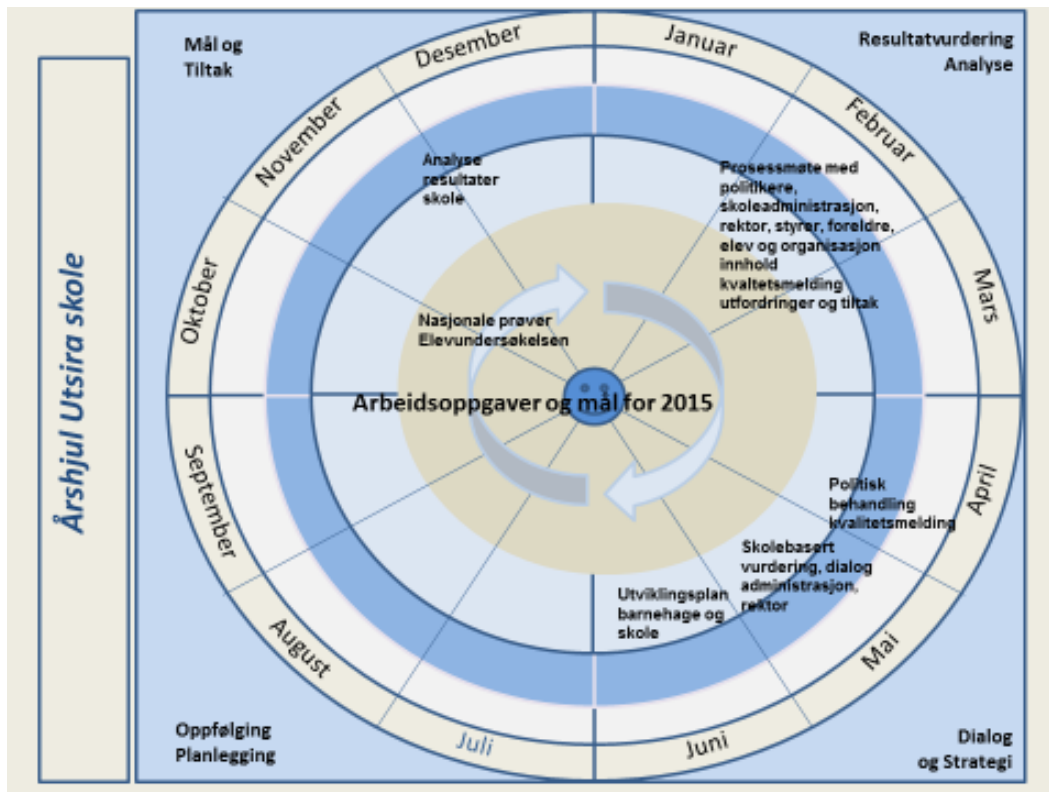 Årshjul Utsira skole
Mål og
Tiltak
Resultatvurdering
Analyse
Januar
Februar
Mars
April
Mai
Juni
Juli
August
September
Oktober
November
Desember
Analyse
resultater
skole
Prosessmøte med
politikere,
skoleadministrasjon,
rektor, styrer, foreldre,
elev og organisasjon
innhold
kvaltetsmelding
utfordringer og tiltak
Nasjonale prøver
Elevundersøkelsen
Arbeidsoppgaver og mål for 2015
Politisk
behandling
kvalitetsmelding
Skolebasert
vurdering, dialog
administrasjon,
rektor
Utviklingsplan
barnehage og
skole
Oppfølging
Planlegging
Dialog
og Strategi